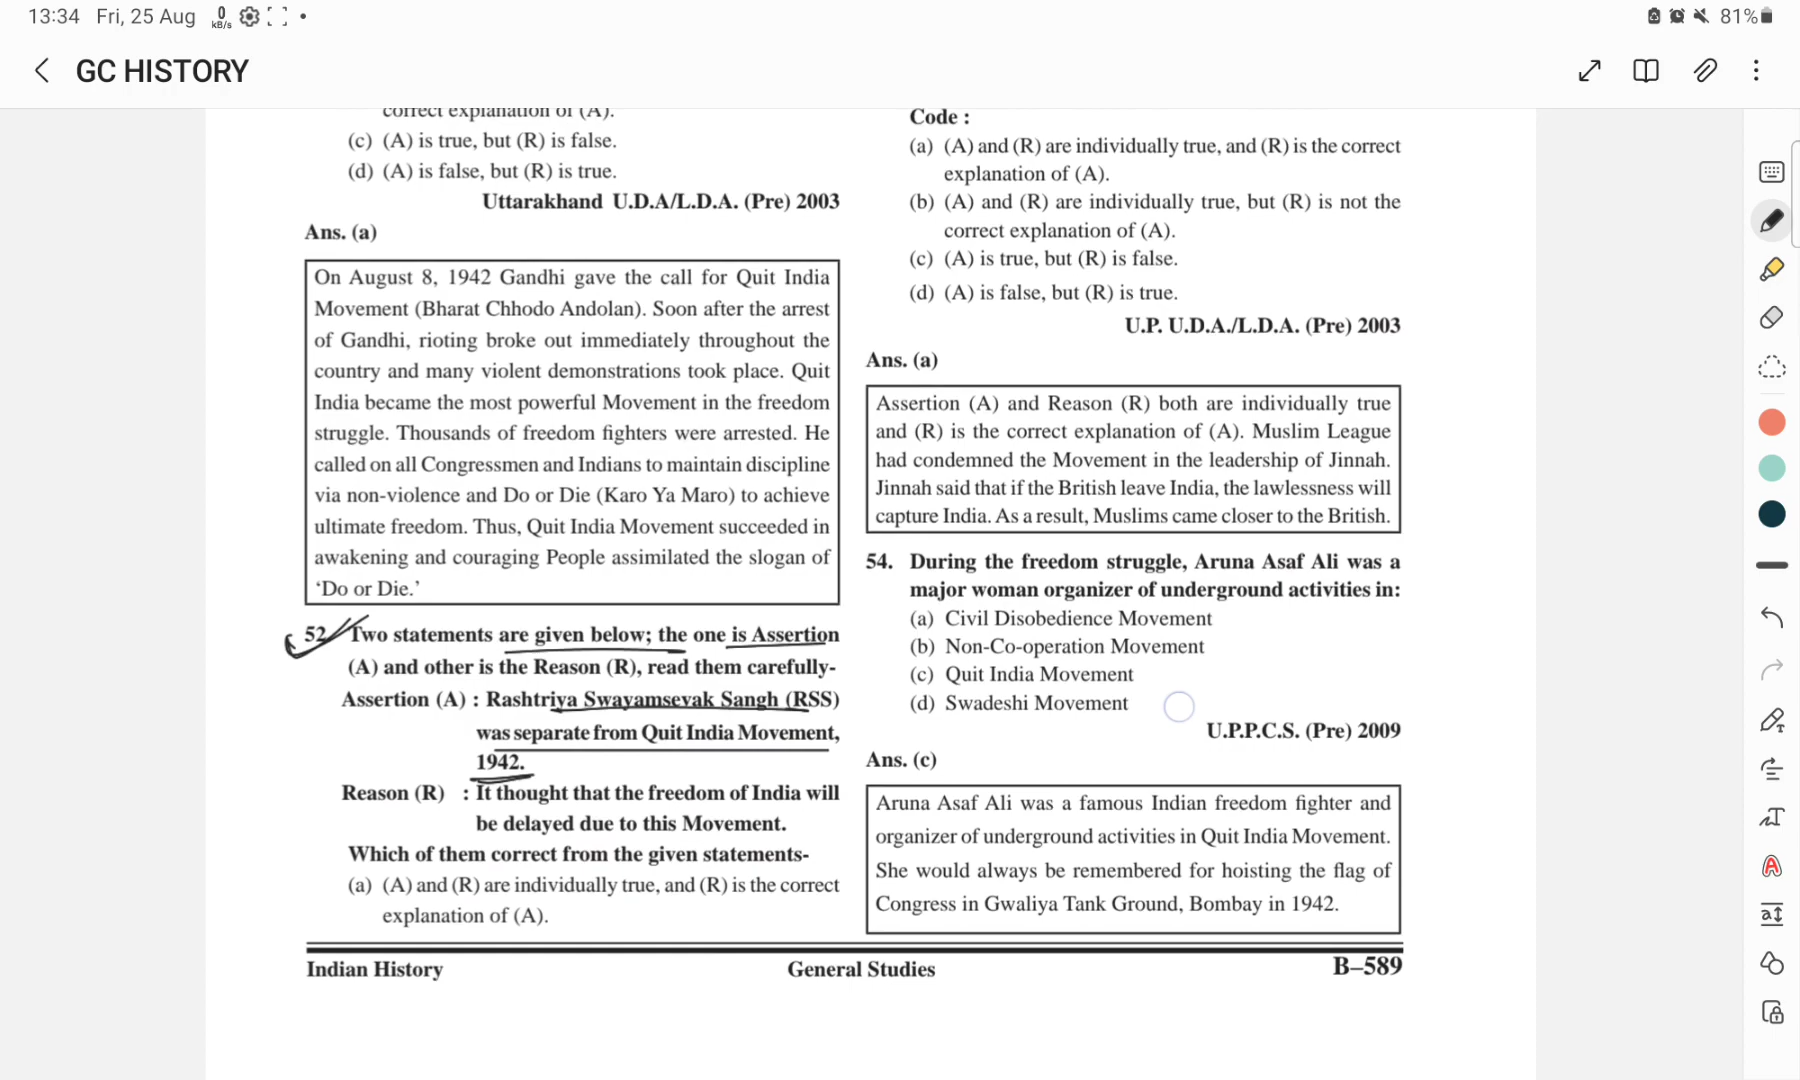 13:34 Fri, 25 Aug 0 kB/s
81%
GC HISTORY
correct explanation of (A).
(c) (A) is true, but (R) is false.
(d) (A) is false, but (R) is true.
Uttarakhand U.D.A/L.D.A. (Pre) 2003
Ans. (a)
On August 8, 1942 Gandhi gave the call for Quit India
Movement (Bharat Chhodo Andolan). Soon after the arrest
of Gandhi, rioting broke out immediately throughout the
country and many violent demonstrations took place. Quit
India became the most powerful Movement in the freedom
struggle. Thousands of freedom fighters were arrested. He
called on all Congressmen and Indians to maintain discipline
via non-violence and Do or Die (Karo Ya Maro) to achieve
ultimate freedom. Thus, Quit India Movement succeeded in
awakening and couraging People assimilated the slogan of
‘Do or Die.’
52. Two statements are given below; the one is Assertion
(A) and other is the Reason (R), read them carefully-
Assertion (A) : Rashtriya Swayamsevak Sangh (RSS)
was separate from Quit India Movement,
1942.
Reason (R) : It thought that the freedom of India will
be delayed due to this Movement.
Which of them correct from the given statements-
(a) (A) and (R) are individually true, and (R) is the correct
explanation of (A).
Code :
(a) (A) and (R) are individually true, and (R) is the correct
explanation of (A).
(b) (A) and (R) are individually true, but (R) is not the
correct explanation of (A).
(c) (A) is true, but (R) is false.
(d) (A) is false, but (R) is true.
U.P. U.D.A./L.D.A. (Pre) 2003
Ans. (a)
Assertion (A) and Reason (R) both are individually true
and (R) is the correct explanation of (A). Muslim League
had condemned the Movement in the leadership of Jinnah.
Jinnah said that if the British leave India, the lawlessness will
capture India. As a result, Muslims came closer to the British.
54. During the freedom struggle, Aruna Asaf Ali was a
major woman organizer of underground activities in:
(a) Civil Disobedience Movement
(b) Non-Co-operation Movement
(c) Quit India Movement
(d) Swadeshi Movement
U.P.P.C.S. (Pre) 2009
Ans. (c)
Aruna Asaf Ali was a famous Indian freedom fighter and
organizer of underground activities in Quit India Movement.
She would always be remembered for hoisting the flag of
Congress in Gwaliya Tank Ground, Bombay in 1942.
Indian History General Studies B–589